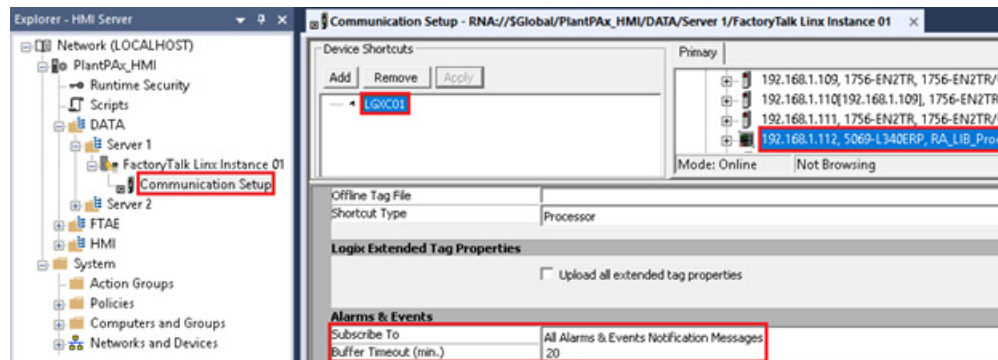 Explorer - HMI Server
Network (LOCALHOST)
PlantPAx_HMI
Runtime Security
Scripts
DATA
Server 1
FactoryTalk Linx Instance 01
Communication Setup
Server 2
FTAE
HMI
System
Action Groups
Policies
Computers and Groups
Networks and Devices
Communication Setup - RNA://$Global/PlantPAx_HMI/DATA/Server 1/FactoryTalk Linx Instance 01
Device Shortcuts
Add Remove Apply
LGXC01
Primary
192.168.1.109, 1756-EN2TR, 1756-EN2TR/
192.168.1.110[192.168.1.109], 1756-EN2TR
192.168.1.111, 1756-EN2TR, 1756-EN2TR/
192.168.1.112, 5069-L340ERP, RA_LIB_Pro
Mode: Online Not Browsing
Offline Tag File
Shortcut Type Processor
Logix Extended Tag Properties
Upload all extended tag properties
Alarms & Events
Subscribe To All Alarms & Events Notification Messages
Buffer Timeout (min.) 20